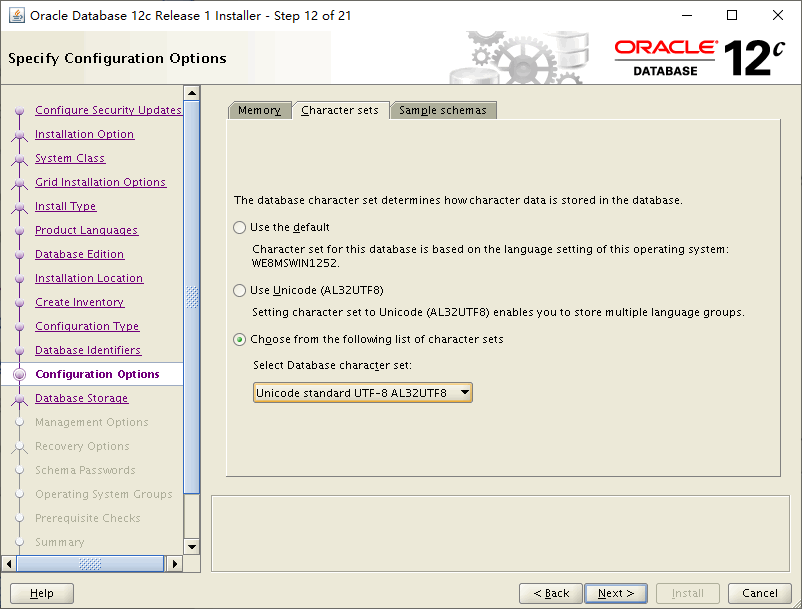 Oracle Database 12c Release 1 Installer - Step 12 of 21
Specify Configuration Options
ORACLE
DATABASE
12c
Configure Security Updates
Installation Option
System Class
Grid Installation Options
Install Type
Product Languages
Database Edition
Installation Location
Create Inventory
Configuration Type
Database Identifiers
Configuration Options
Database Storage
Management Options
Recovery Options
Schema Passwords
Operating System Groups
Prerequisite Checks
Summary
Memory
Character sets
Sample schemas
The database character set determines how character data is stored in the database.
Use the default
Character set for this database is based on the language setting of this operating system:
WE8MSWIN1252.
Use Unicode (AL32UTF8)
Setting character set to Unicode (AL32UTF8) enables you to store multiple language groups.
Choose from the following list of character sets
Select Database character set:
Unicode standard UTF-8 AL32UTF8
Help
< Back
Next >
Install
Cancel